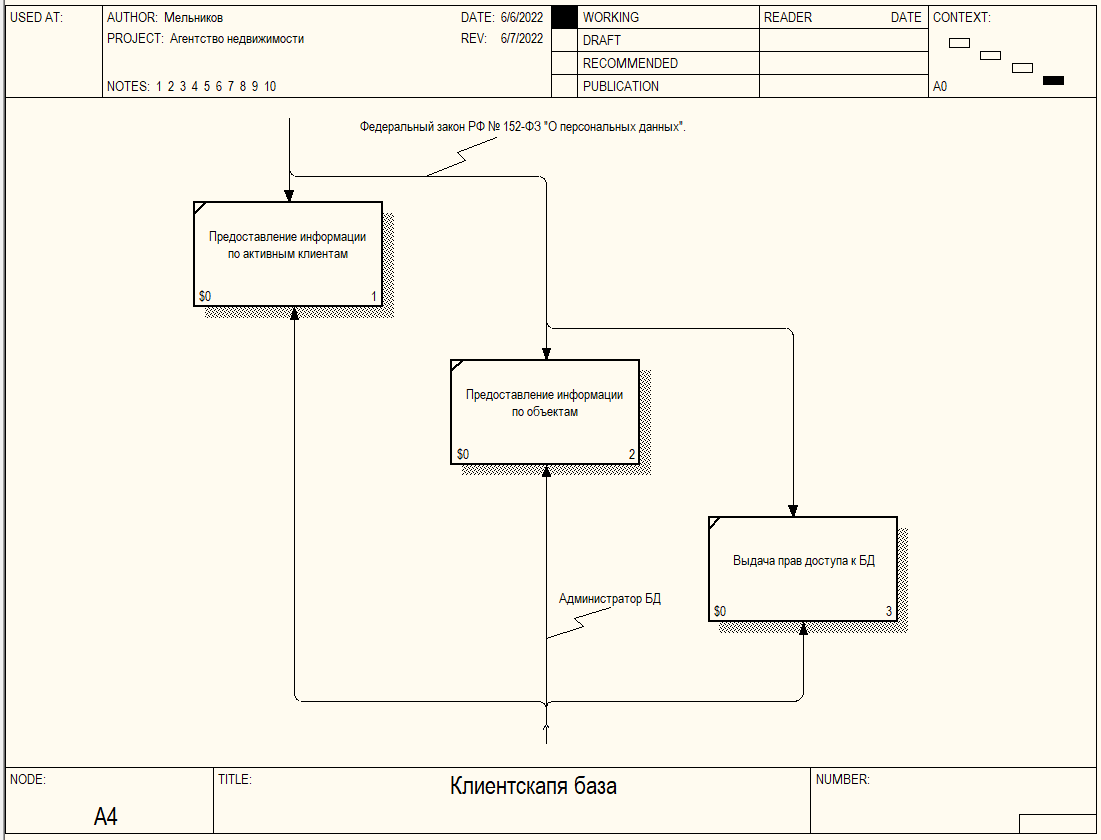 USED AT:
AUTHOR: Мельников
DATE: 6/6/2022
WORKING
READER
DATE
CONTEXT:
PROJECT: Агентство недвижимости
REV: 6/7/2022
DRAFT
RECOMMENDED
NOTES: 1 2 3 4 5 6 7 8 9 10
PUBLICATION
A0
Федеральный закон РФ № 152-ФЗ "О персональных данных".
Предоставление информации
по активным клиентам
$0
1
Предоставление информации
по объектам
$0
2
Выдача прав доступа к БД
$0
3
Администратор БД
NODE:
A4
TITLE:
Клиентскапя база
NUMBER: